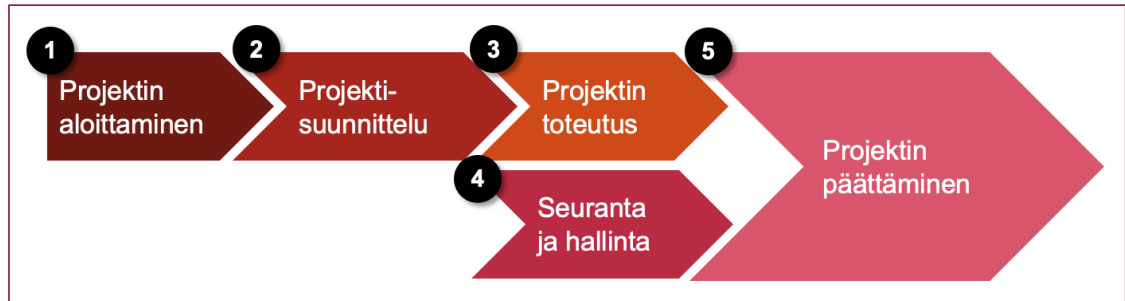 1
Projektin
aloittaminen
2
Projekti-
suunnittelu
3
Projektin
toteutus
4
Seuranta
ja hallinta
5
Projektin
päättäminen